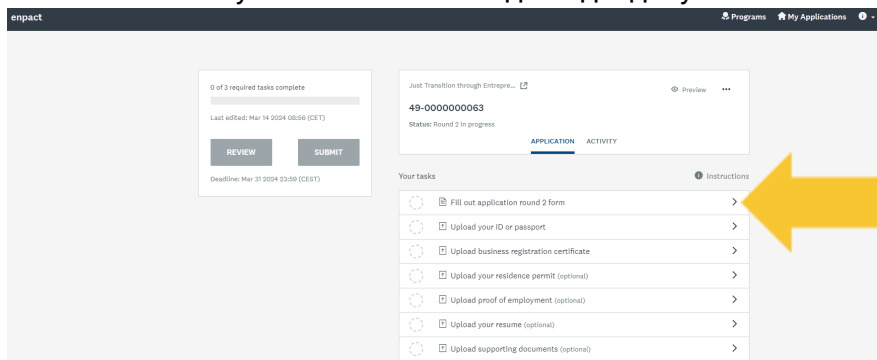 enpact
Programs My Applications
0 of 3 required tasks complete
Last edited: Mar 14 2024 08:56 (CET)
REVIEW SUBMIT
Deadline: Mar 31 2024 23:59 (CEST)
Just Transition through Entrepre...
Preview ...
49-0000000063
Status: Round 2 in progress
APPLICATION ACTIVITY
Your tasks
Instructions
Fill out application round 2 form
Upload your ID or passport
Upload business registration certificate
Upload your residence permit (optional)
Upload proof of employment (optional)
Upload your resume (optional)
Upload supporting documents (optional)